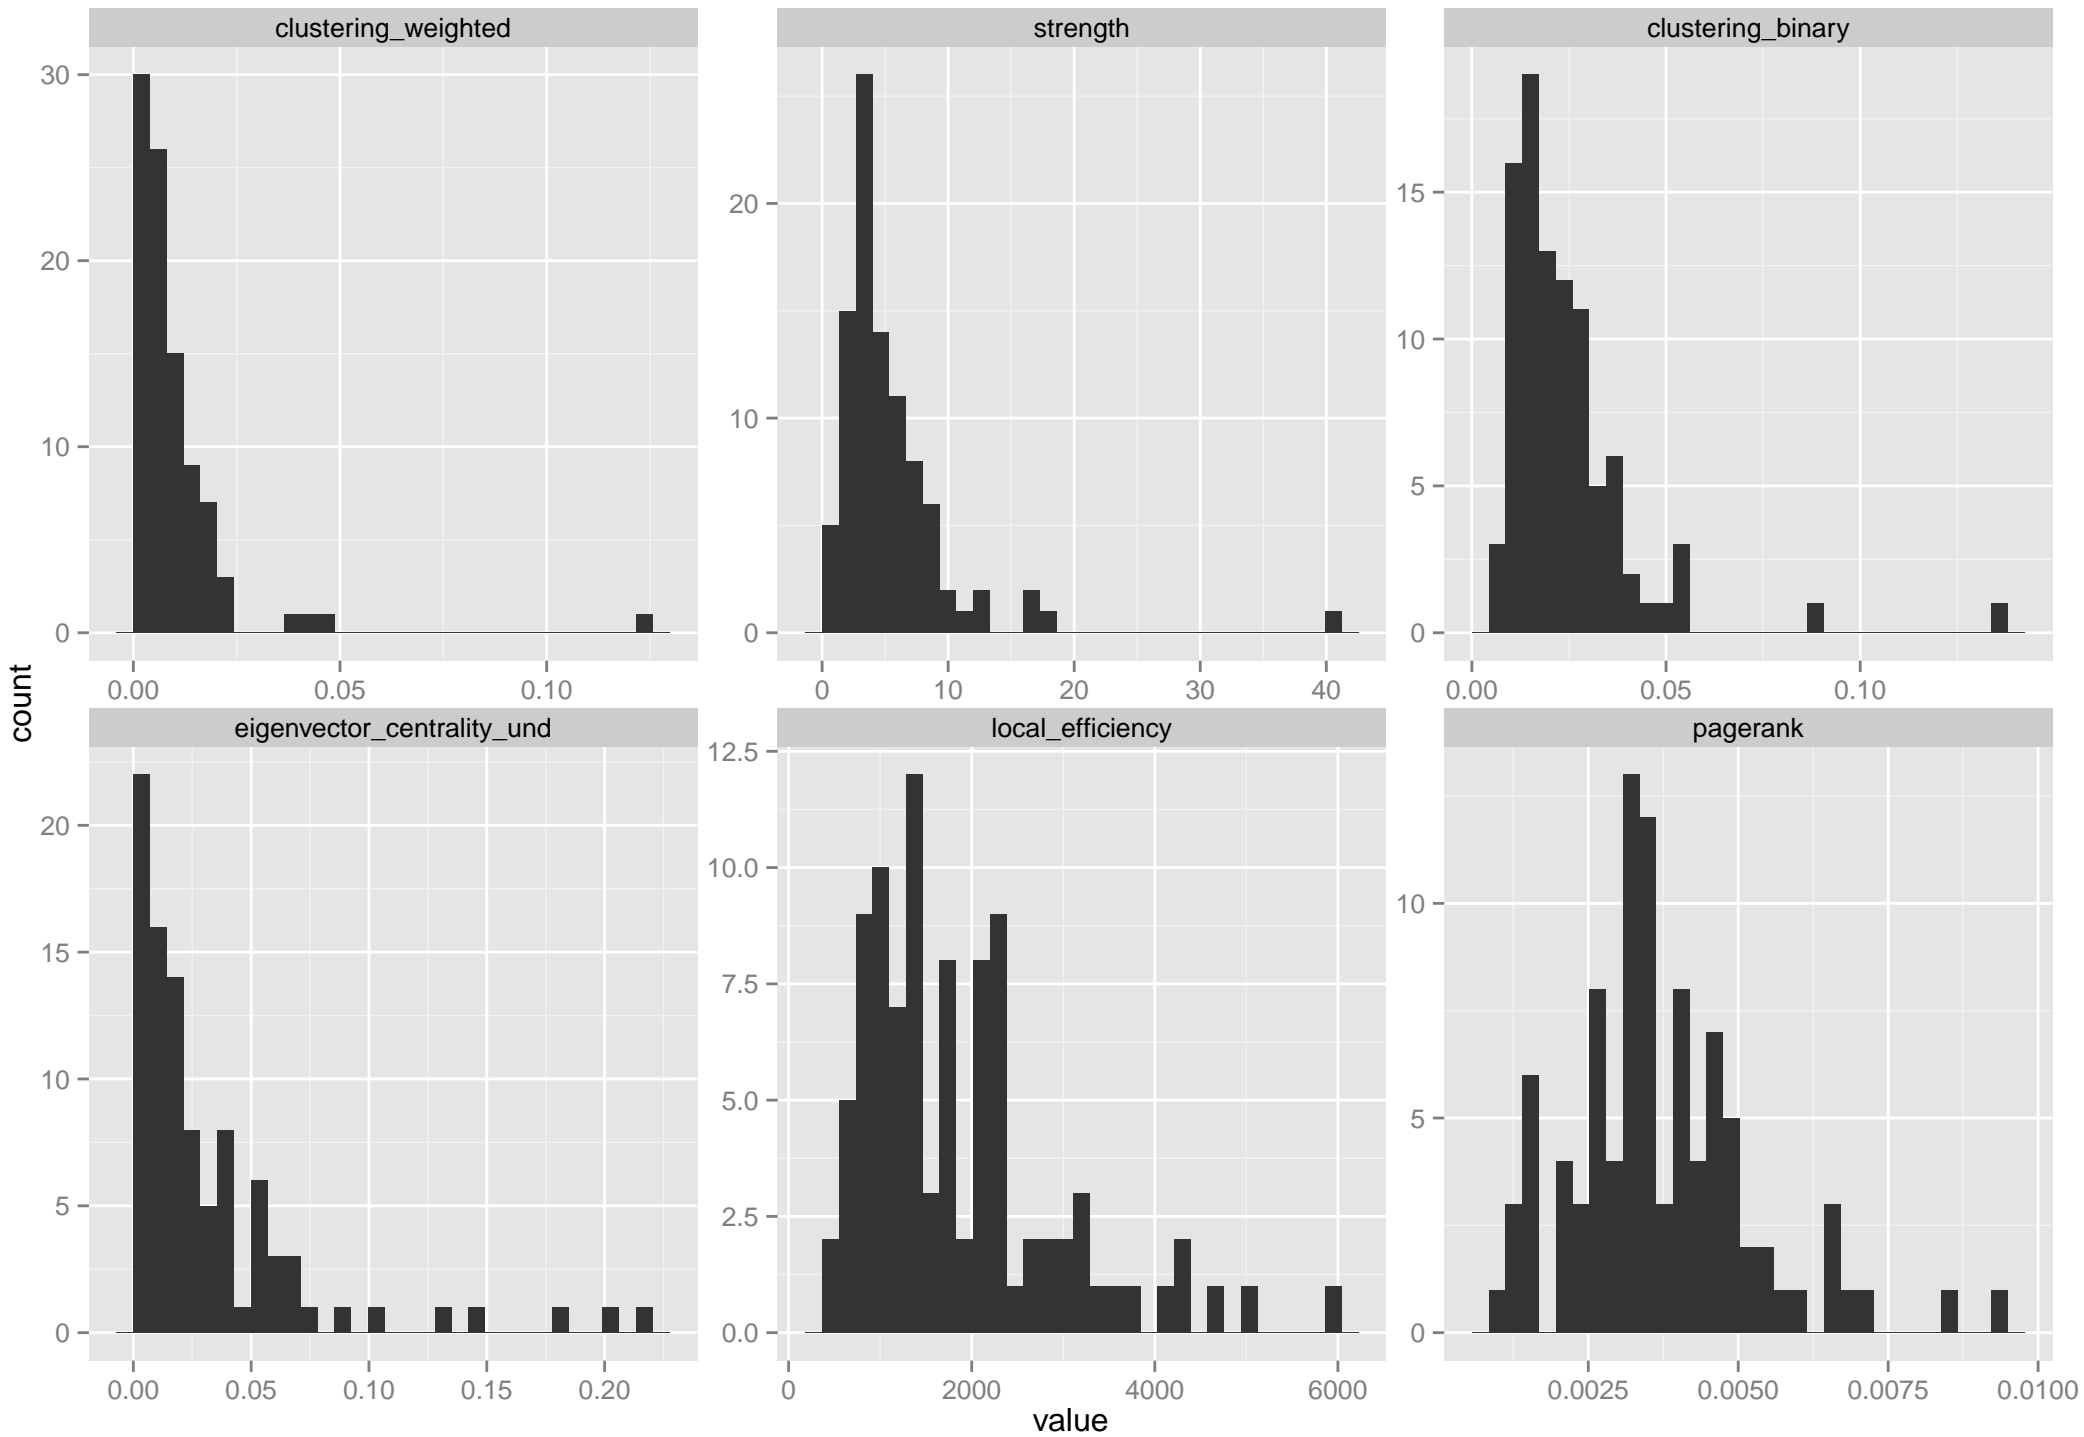 clustering_weighted
strength
clustering_binary
30
20
10
0
20
10
0
15
10
5
0
0.00 0.05 0.10
0 10 20 30 40
0.00 0.05 0.10
count
eigenvector_centrality_und
local_efficiency
pagerank
20
15
10
5
0
12.5
10.0
7.5
5.0
2.5
0.0
10
5
0
0.00 0.05 0.10 0.15 0.20
0 2000 4000 6000
0.0025 0.0050 0.0075 0.0100
value